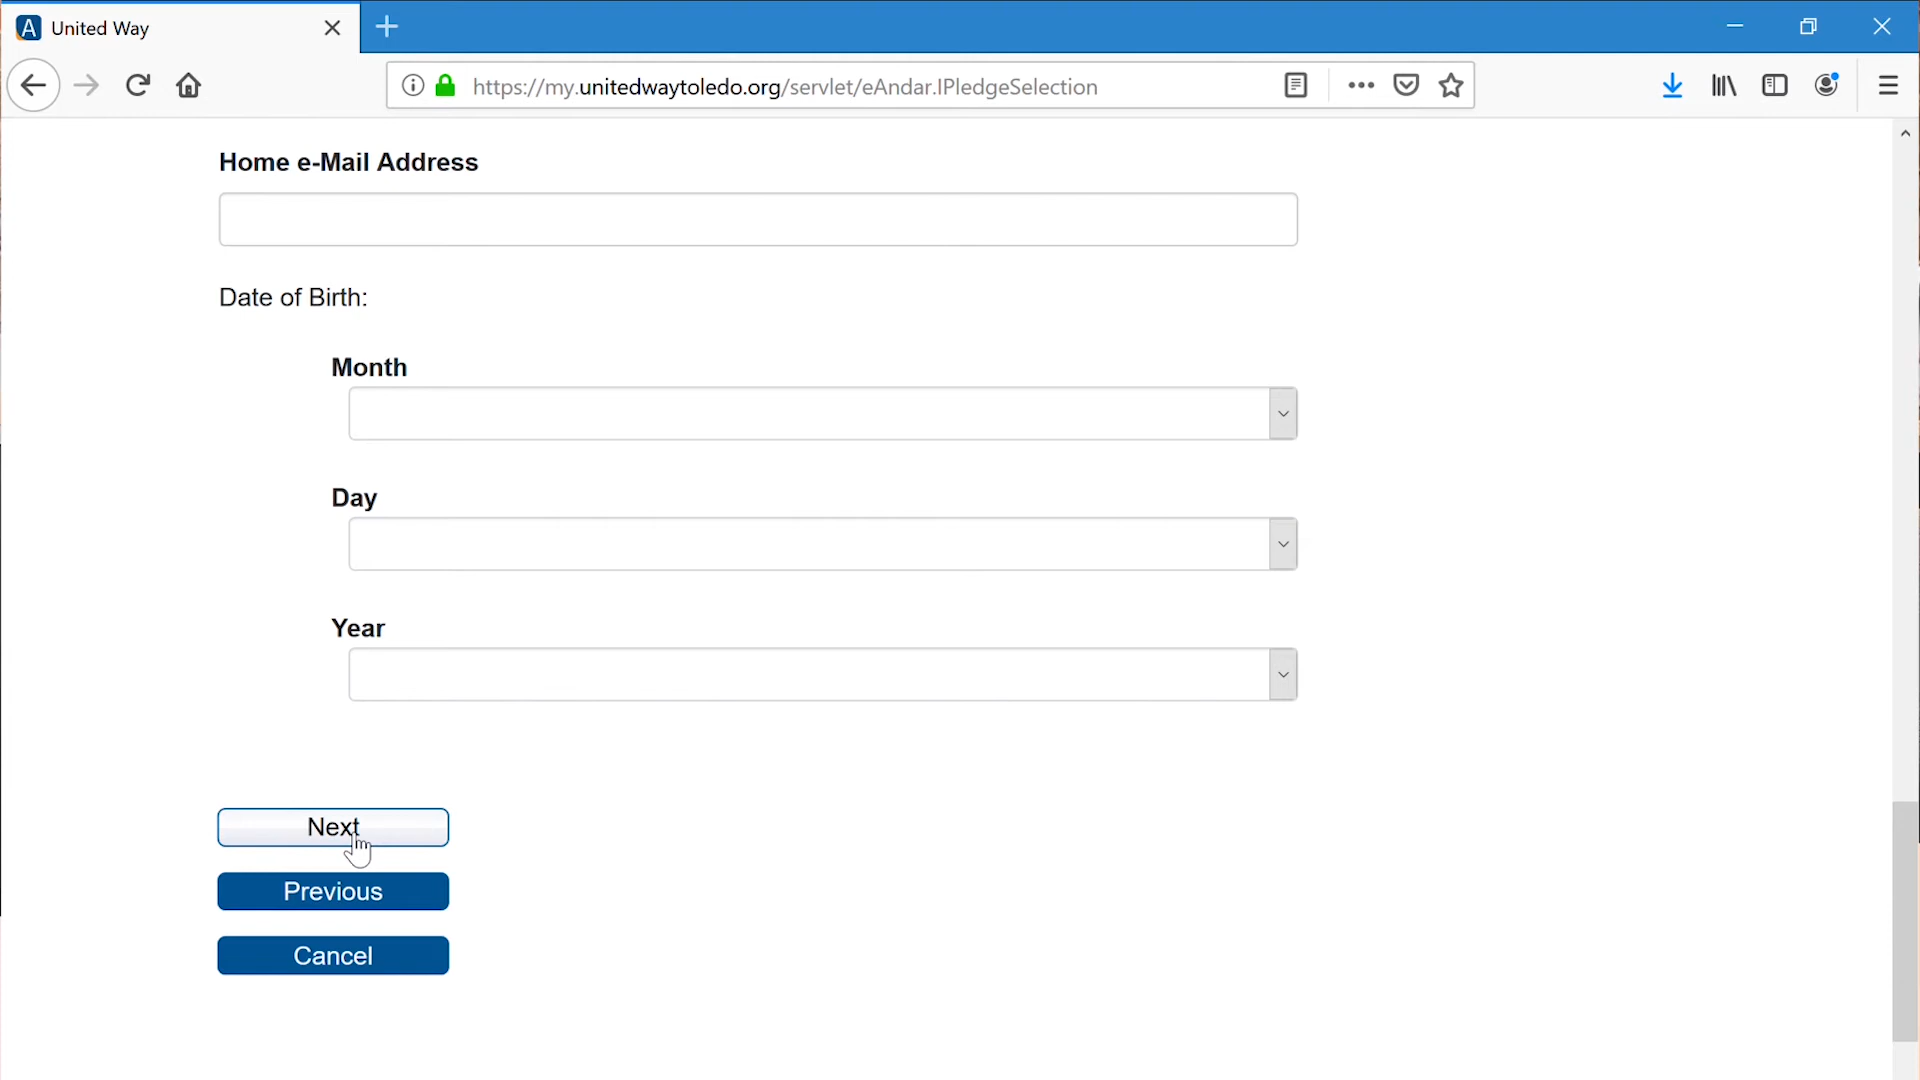 United Way
https://my.unitedwaytoledo.org/servlet/eAndar.IPledgeSelection
Home e-Mail Address
Date of Birth:
Month
Day
Year
Next
Previous
Cancel